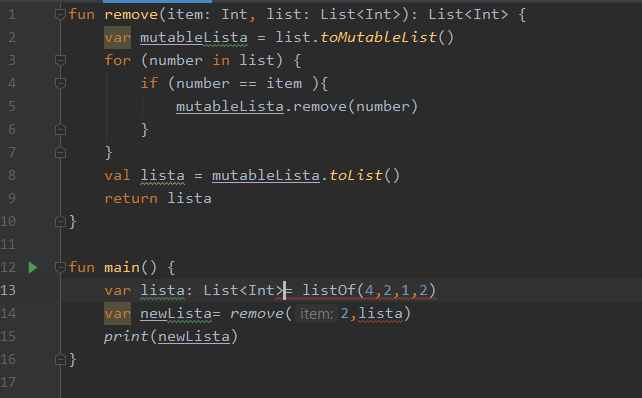 1 fun remove(item: Int, list: List<Int>): List<Int> {
2 var mutableLista = list.toMutableList()
3 for (number in list) {
4 if (number == item ){
5 mutableLista.remove(number)
6 }
7 }
8 val lista = mutableLista.toList()
9 return lista
10 }
11
12 fun main() {
13 var lista: List<Int>= listOf(4,2,1,2)
14 var newLista= remove( item: 2,lista)
15 print(newLista)
16 }
17